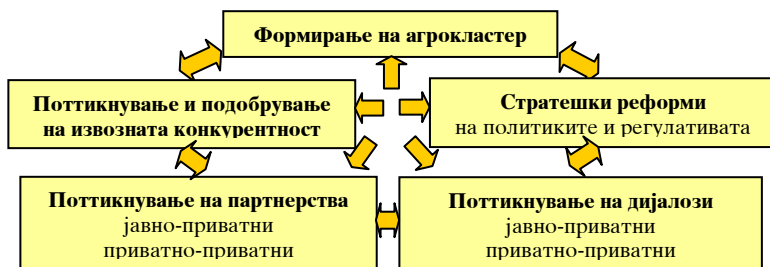 Формирање на агрокластер
Поттикнување и подобрување
на извозната конкурентност
Стратешки реформи
на политиките и регулативата
Поттикнување на партнерства
јавно-приватни
приватно-приватни
Поттикнување на дијалози
јавно-приватни
приватно-приватни